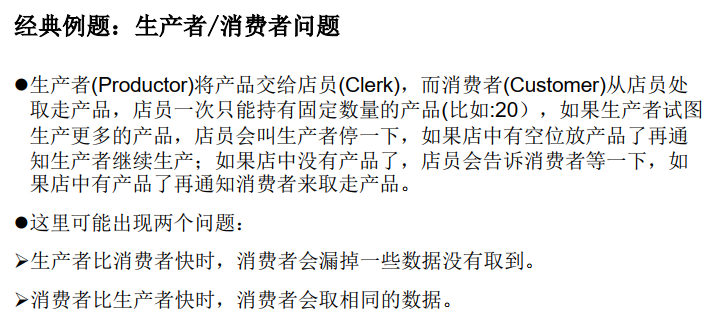 经典例题：生产者/消费者问题
●生产者(Productor)将产品交给店员(Clerk)，而消费者(Customer)从店员处
取走产品，店员一次只能持有固定数量的产品(比如:20），如果生产者试图
生产更多的产品，店员会叫生产者停一下，如果店中有空位放产品了再通
知生产者继续生产；如果店中没有产品了，店员会告诉消费者等一下，如
果店中有产品了再通知消费者来取走产品。
●这里可能出现两个问题：
➢生产者比消费者快时，消费者会漏掉一些数据没有取到。
➢消费者比生产者快时，消费者会取相同的数据。